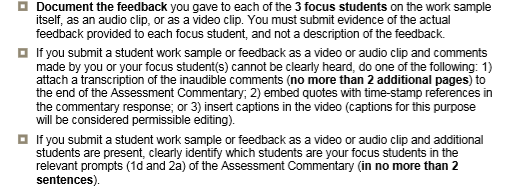 Document the feedback you gave to each of the 3 focus students on the work sample
itself, as an audio clip, or as a video clip. You must submit evidence of the actual
feedback provided to each focus student, and not a description of the feedback.
If you submit a student work sample or feedback as a video or audio clip and comments
made by you or your focus student(s) cannot be clearly heard, do one of the following: 1)
attach a transcription of the inaudible comments (no more than 2 additional pages) to
the end of the Assessment Commentary; 2) embed quotes with time-stamp references in
the commentary response; or 3) insert captions in the video (captions for this purpose
will be considered permissible editing).
If you submit a student work sample or feedback as a video or audio clip and additional
students are present, clearly identify which students are your focus students in the
relevant prompts (1d and 2a) of the Assessment Commentary (in no more than 2
sentences).